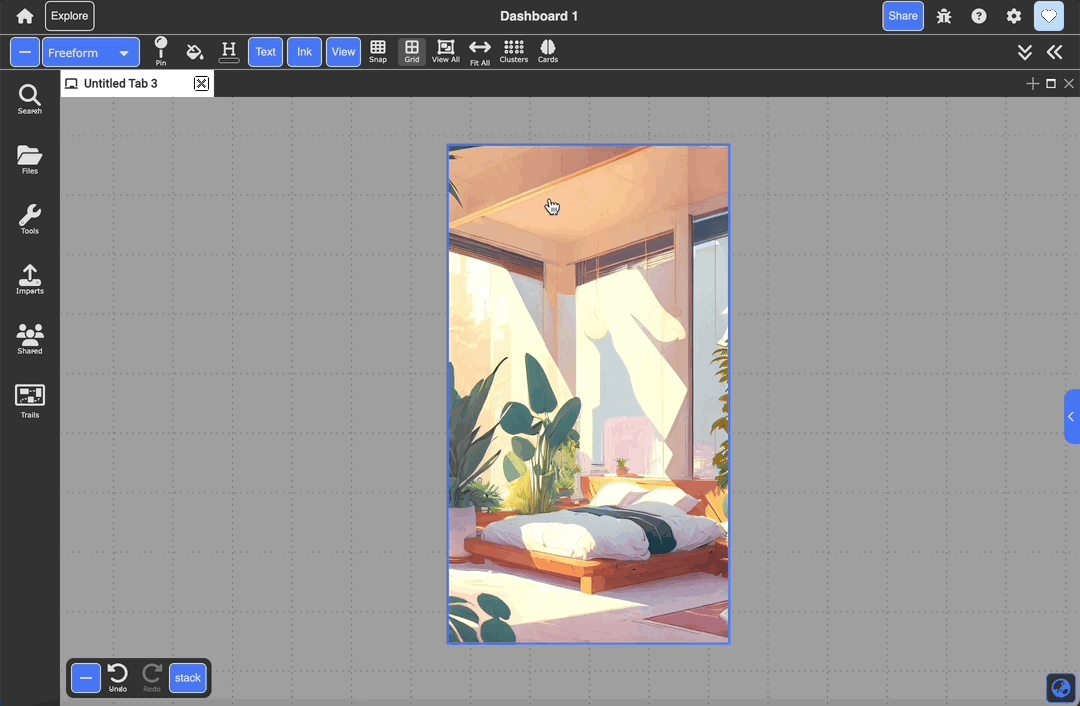 Explore
Dashboard 1
Share
Freeform
Pin
H
Text
Ink
View
Snap
Grid
View All
Fit All
Clusters
Cards
Untitled Tab 3
Search
Files
Tools
Imports
Shared
Trails
Undo
Redo
stack